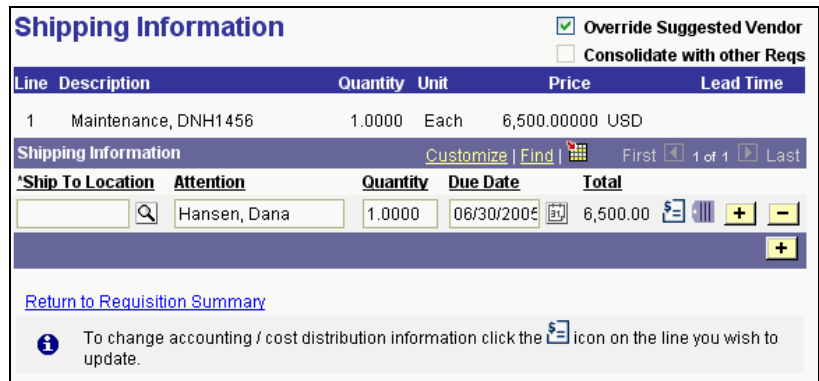 Shipping Information
Override Suggested Vendor
Consolidate with other Reqs
Line Description Quantity Unit Price Lead Time
1 Maintenance, DNH1456 1.0000 Each 6,500.00000 USD
Shipping Information Customize | Find | First 1 of 1 Last
*Ship To Location Attention Quantity Due Date Total
Hansen, Dana 1.0000 06/30/2005 31 6,500.00 $ + -
+
Return to Requisition Summary
i To change accounting / cost distribution information click the $ icon on the line you wish to
update.